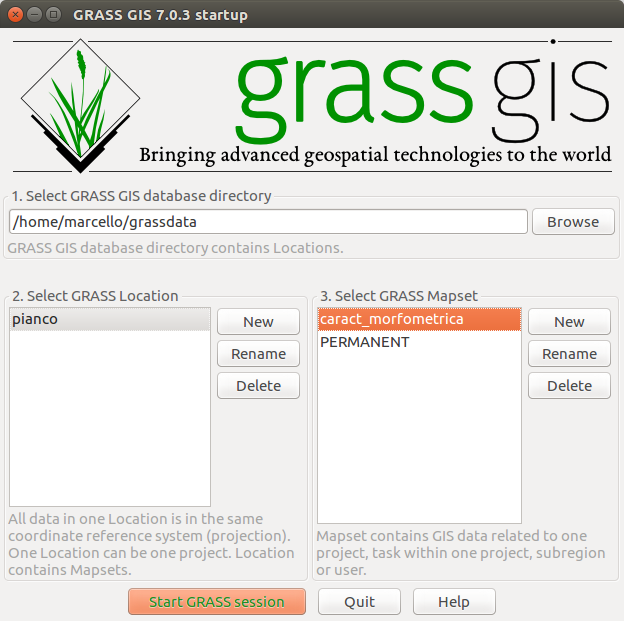 GRASS GIS 7.0.3 startup
grass gis
Bringing advanced geospatial technologies to the world
1. Select GRASS GIS database directory
/home/marcello/grassdata
Browse
GRASS GIS database directory contains Locations.
2. Select GRASS Location
pianco
New
Rename
Delete
All data in one Location is in the same
coordinate reference system (projection).
One Location can be one project. Location
contains Mapsets.
3. Select GRASS Mapset
caract_morfometrica
PERMANENT
New
Rename
Delete
Mapset contains GIS data related to one
project, task within one project, subregion
or user.
Start GRASS session
Quit
Help